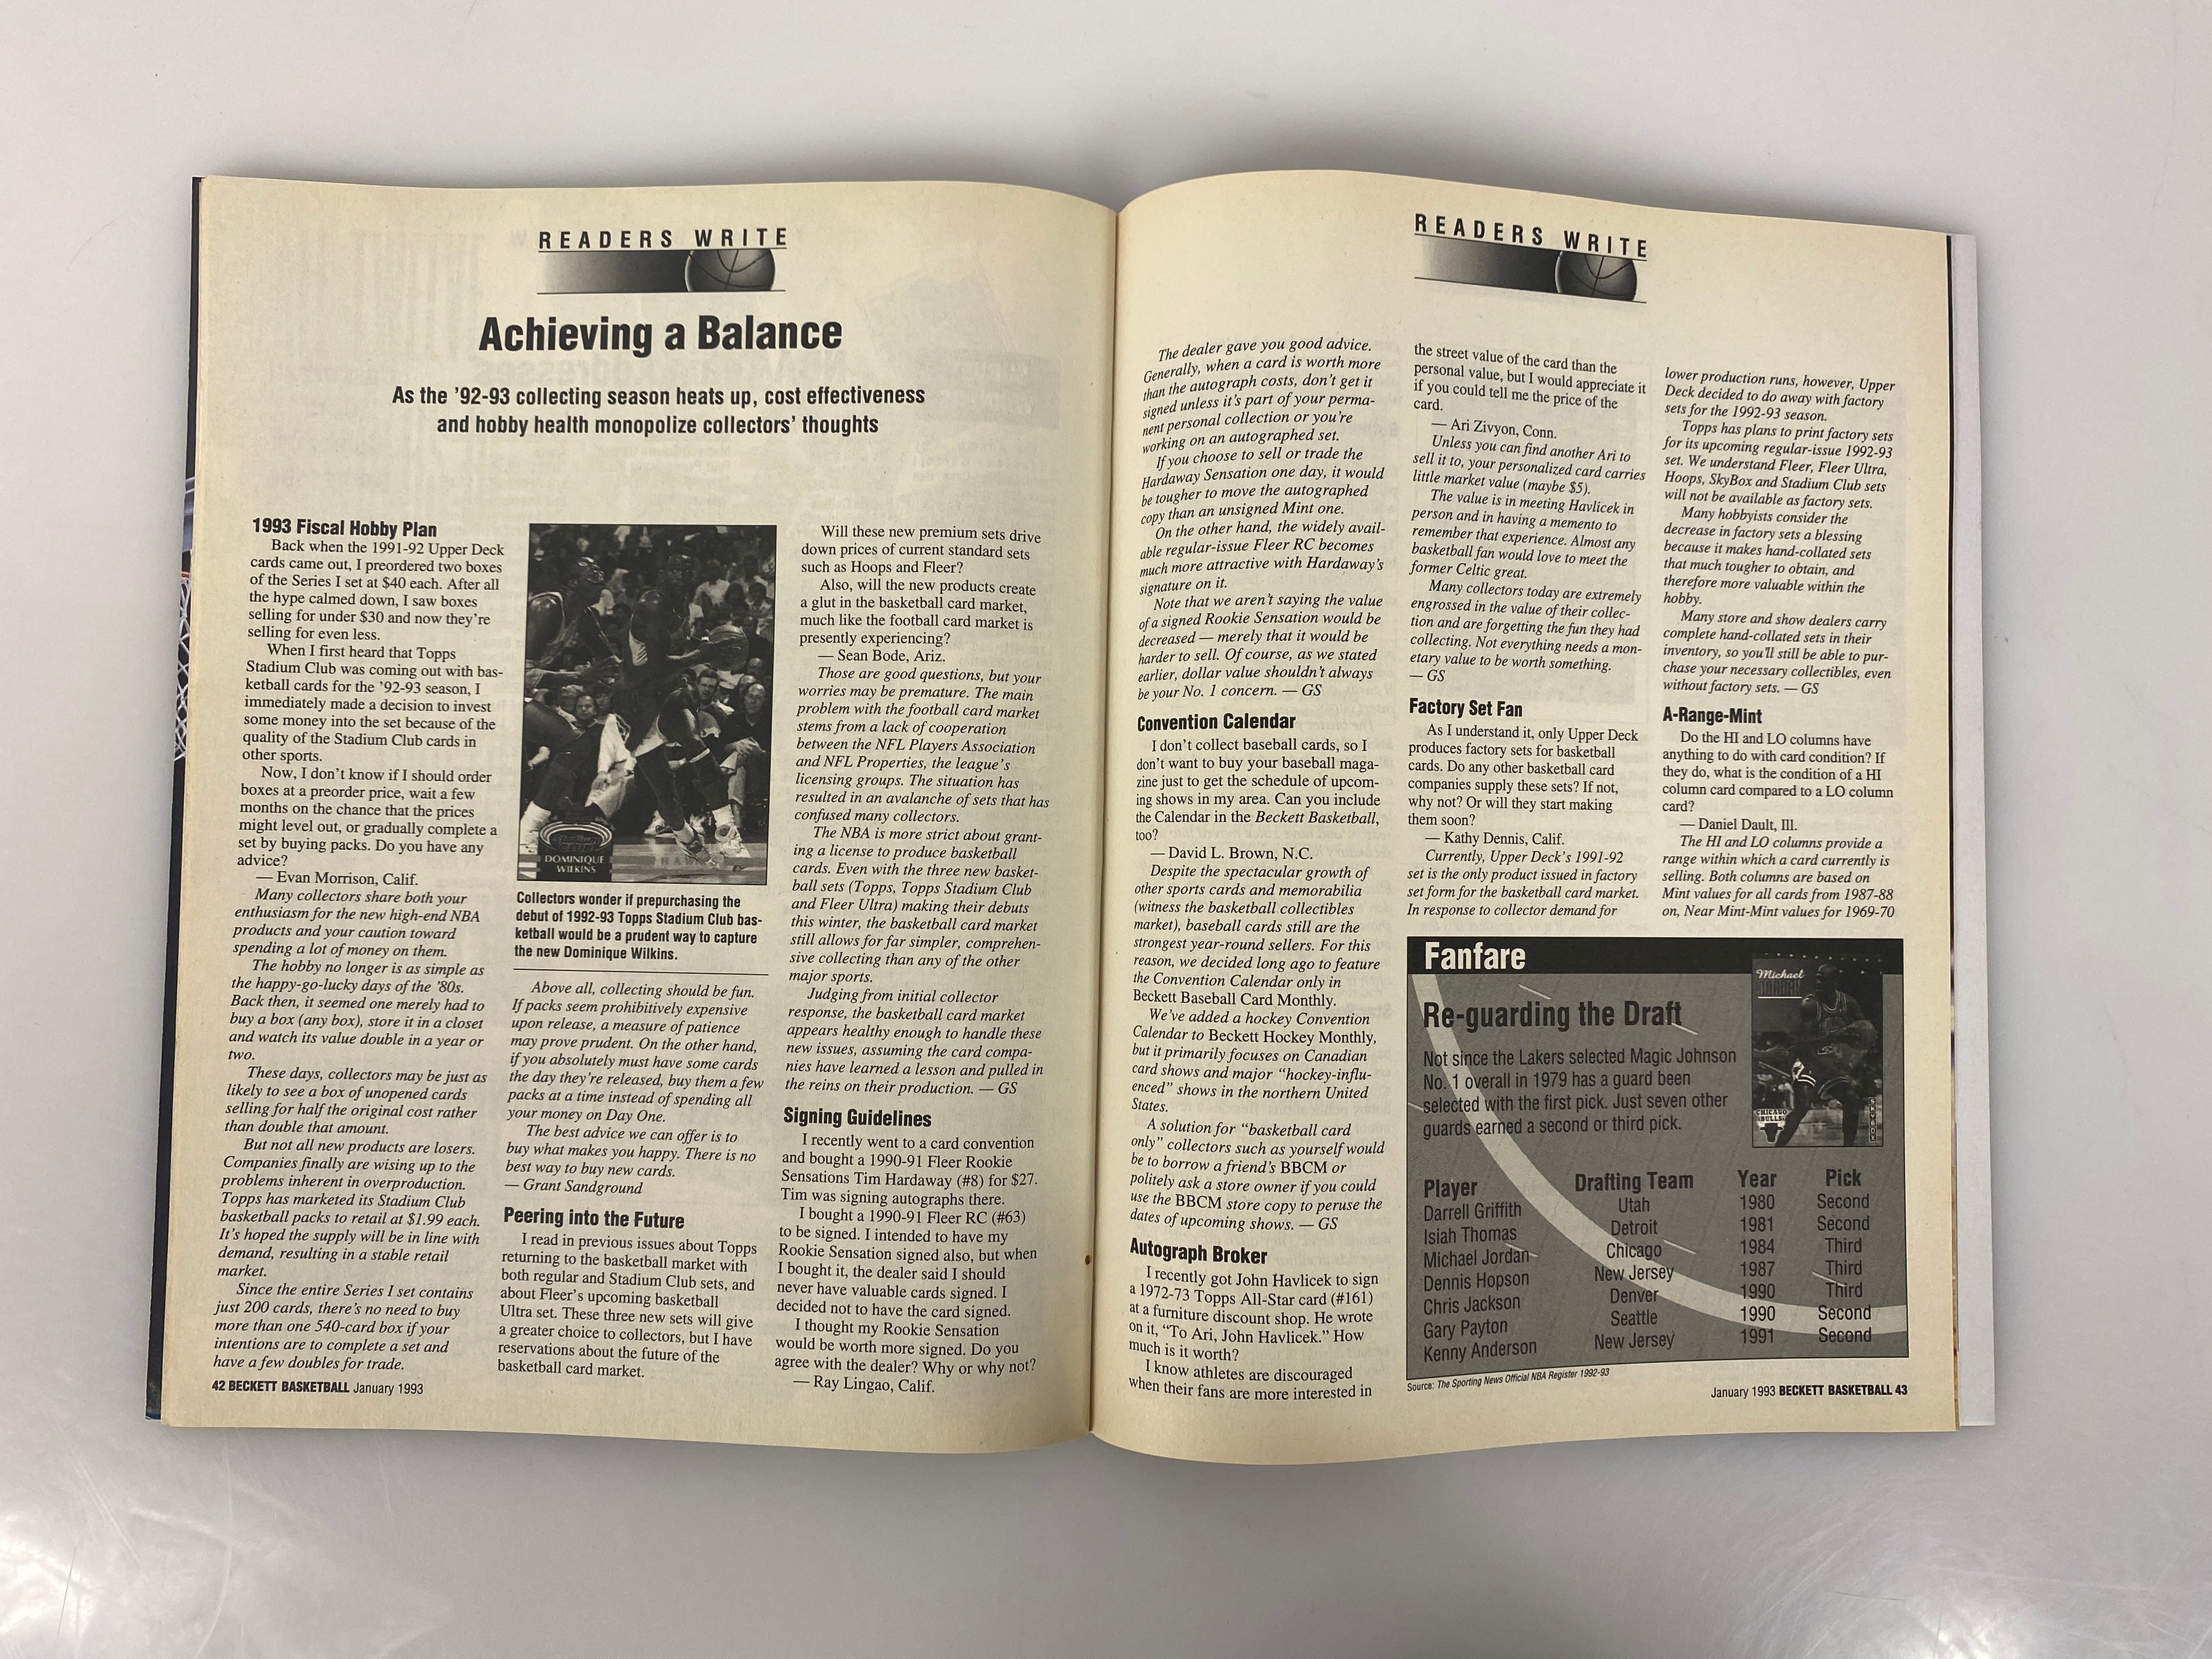 READERS WRITE
Achieving a Balance
As the ’92-93 collecting season heats up, cost effectiveness
and hobby health monopolize collectors’ thoughts
1993 Fiscal Hobby Plan
Back when the 1991-92 Upper Deck
cards came out, I preordered two boxes
of the Series I set at $40 each. After all
the hype calmed down, I saw boxes
selling for under $30 and now they’re
selling for even less.
When I first heard that Topps
Stadium Club was coming out with bas-
ketball cards for the ’92-93 season, I
immediately made a decision to invest
some money into the set because of the
quality of the Stadium Club cards in
other sports.
Now, I don’t know if I should order
boxes at a preorder price, wait a few
months on the chance that the prices
might level out, or gradually complete a
set by buying packs. Do you have any
advice?
— Evan Morrison, Calif.
Many collectors share both your
enthusiasm for the new high-end NBA
products and your caution toward
spending a lot of money on them.
The hobby no longer is as simple as
the happy-go-lucky days of the ’80s.
Back then, it seemed one merely had to
buy a box (any box), store it in a closet
and watch its value double in a year or
two.
These days, collectors may be just as
likely to see a box of unopened cards
selling for half the original cost rather
than double that amount.
But not all new products are losers.
Companies finally are wising up to the
problems inherent in overproduction.
Topps has marketed its Stadium Club
basketball packs to retail at $1.99 each.
It’s hoped the supply will be in line with
demand, resulting in a stable retail
market.
Since the entire Series I set contains
just 200 cards, there’s no need to buy
more than one 540-card box if your
intentions are to complete a set and
have a few doubles for trade.
DOMINIQUE
WILKINS
Collectors wonder if prepurchasing the
debut of 1992-93 Topps Stadium Club bas-
ketball would be a prudent way to capture
the new Dominique Wilkins.
Above all, collecting should be fun.
If packs seem prohibitively expensive
upon release, a measure of patience
may prove prudent. On the other hand,
if you absolutely must have some cards
the day they’re released, buy them a few
packs at a time instead of spending all
your money on Day One.
The best advice we can offer is to
buy what makes you happy. There is no
best way to buy new cards.
— Grant Sandground
Peering into the Future
I read in previous issues about Topps
returning to the basketball market with
both regular and Stadium Club sets, and
about Fleer’s upcoming basketball
Ultra set. These three new sets will give
a greater choice to collectors, but I have
reservations about the future of the
basketball card market.
Will these new premium sets drive
down prices of current standard sets
such as Hoops and Fleer?
Also, will the new products create
a glut in the basketball card market,
much like the football card market is
presently experiencing?
— Sean Bode, Ariz.
Those are good questions, but your
worries may be premature. The main
problem with the football card market
stems from a lack of cooperation
between the NFL Players Association
and NFL Properties, the league’s
licensing groups. The situation has
resulted in an avalanche of sets that has
confused many collectors.
The NBA is more strict about grant-
ing a license to produce basketball
cards. Even with the three new basket-
ball sets (Topps, Topps Stadium Club
and Fleer Ultra) making their debuts
this winter, the basketball card market
still allows for far simpler, comprehen-
sive collecting than any of the other
major sports.
Judging from initial collector
response, the basketball card market
appears healthy enough to handle these
new issues, assuming the card compa-
nies have learned a lesson and pulled in
the reins on their production. — GS
Signing Guidelines
I recently went to a card convention
and bought a 1990-91 Fleer Rookie
Sensations Tim Hardaway (#8) for $27.
Tim was signing autographs there.
I bought a 1990-91 Fleer RC (#63)
to be signed. I intended to have my
Rookie Sensation signed also, but when
I bought it, the dealer said I should
never have valuable cards signed. I
decided not to have the card signed.
I thought my Rookie Sensation
would be worth more signed. Do you
agree with the dealer? Why or why not?
— Ray Lingao, Calif.
42 BECKETT BASKETBALL January 1993
READERS WRITE
The dealer gave you good advice.
Generally, when a card is worth more
than the autograph costs, don’t get it
signed unless it’s part of your perma-
nent personal collection or you’re
working on an autographed set.
If you choose to sell or trade the
Hardaway Sensation one day, it would
be tougher to move the autographed
copy than an unsigned Mint one.
On the other hand, the widely avail-
able regular-issue Fleer RC becomes
much more attractive with Hardaway’s
signature on it.
Note that we aren’t saying the value
of a signed Rookie Sensation would be
decreased — merely that it would be
harder to sell. Of course, as we stated
earlier, dollar value shouldn’t always
be your No. 1 concern. — GS
Convention Calendar
I don’t collect baseball cards, so I
don’t want to buy your baseball maga-
zine just to get the schedule of upcom-
ing shows in my area. Can you include
the Calendar in the Beckett Basketball,
too?
— David L. Brown, N.C.
Despite the spectacular growth of
other sports cards and memorabilia
(witness the basketball collectibles
market), baseball cards still are the
strongest year-round sellers. For this
reason, we decided long ago to feature
the Convention Calendar only in
Beckett Baseball Card Monthly.
We’ve added a hockey Convention
Calendar to Beckett Hockey Monthly,
but it primarily focuses on Canadian
card shows and major “hockey-influ-
enced” shows in the northern United
States.
A solution for “basketball card
only” collectors such as yourself would
be to borrow a friend’s BBCM or
politely ask a store owner if you could
use the BBCM store copy to peruse the
dates of upcoming shows. — GS
Autograph Broker
I recently got John Havlicek to sign
a 1972-73 Topps All-Star card (#161)
at a furniture discount shop. He wrote
on it, “To Ari, John Havlicek.” How
much is it worth?
I know athletes are discouraged
when their fans are more interested in
the street value of the card than the
personal value, but I would appreciate it
if you could tell me the price of the
card.
— Ari Zivyon, Conn.
Unless you can find another Ari to
sell it to, your personalized card carries
little market value (maybe $5).
The value is in meeting Havlicek in
person and in having a memento to
remember that experience. Almost any
basketball fan would love to meet the
former Celtic great.
Many collectors today are extremely
engrossed in the value of their collec-
tion and are forgetting the fun they had
collecting. Not everything needs a mon-
etary value to be worth something.
— GS
Factory Set Fan
As I understand it, only Upper Deck
produces factory sets for basketball
cards. Do any other basketball card
companies supply these sets? If not,
why not? Or will they start making
them soon?
— Kathy Dennis, Calif.
Currently, Upper Deck’s 1991-92
set is the only product issued in factory
set form for the basketball card market.
In response to collector demand for
lower production runs, however, Upper
Deck decided to do away with factory
sets for the 1992-93 season.
Topps has plans to print factory sets
for its upcoming regular-issue 1992-93
set. We understand Fleer, Fleer Ultra,
Hoops, SkyBox and Stadium Club sets
will not be available as factory sets.
Many hobbyists consider the
decrease in factory sets a blessing
because it makes hand-collated sets
that much tougher to obtain, and
therefore more valuable within the
hobby.
Many store and show dealers carry
complete hand-collated sets in their
inventory, so you’ll still be able to pur-
chase your necessary collectibles, even
without factory sets. — GS
A-Range-Mint
Do the HI and LO columns have
anything to do with card condition? If
they do, what is the condition of a HI
column card compared to a LO column
card?
— Daniel Dault, Ill.
The HI and LO columns provide a
range within which a card currently is
selling. Both columns are based on
Mint values for all cards from 1987-88
on, Near Mint-Mint values for 1969-70
Fanfare
Re-guarding the Draft
Not since the Lakers selected Magic Johnson
No. 1 overall in 1979 has a guard been
selected with the first pick. Just seven other
guards earned a second or third pick.
Michael
JORDAN
CHICAGO
BULLS
SKYBOX
Player Drafting Team Year Pick
Darrell Griffith Utah 1980 Second
Isiah Thomas Detroit 1981 Second
Michael Jordan Chicago 1984 Third
Dennis Hopson New Jersey 1987 Third
Chris Jackson Denver 1990 Third
Gary Payton Seattle 1990 Second
Kenny Anderson New Jersey 1991 Second
Source: The Sporting News Official NBA Register 1992-93
January 1993 BECKETT BASKETBALL 43